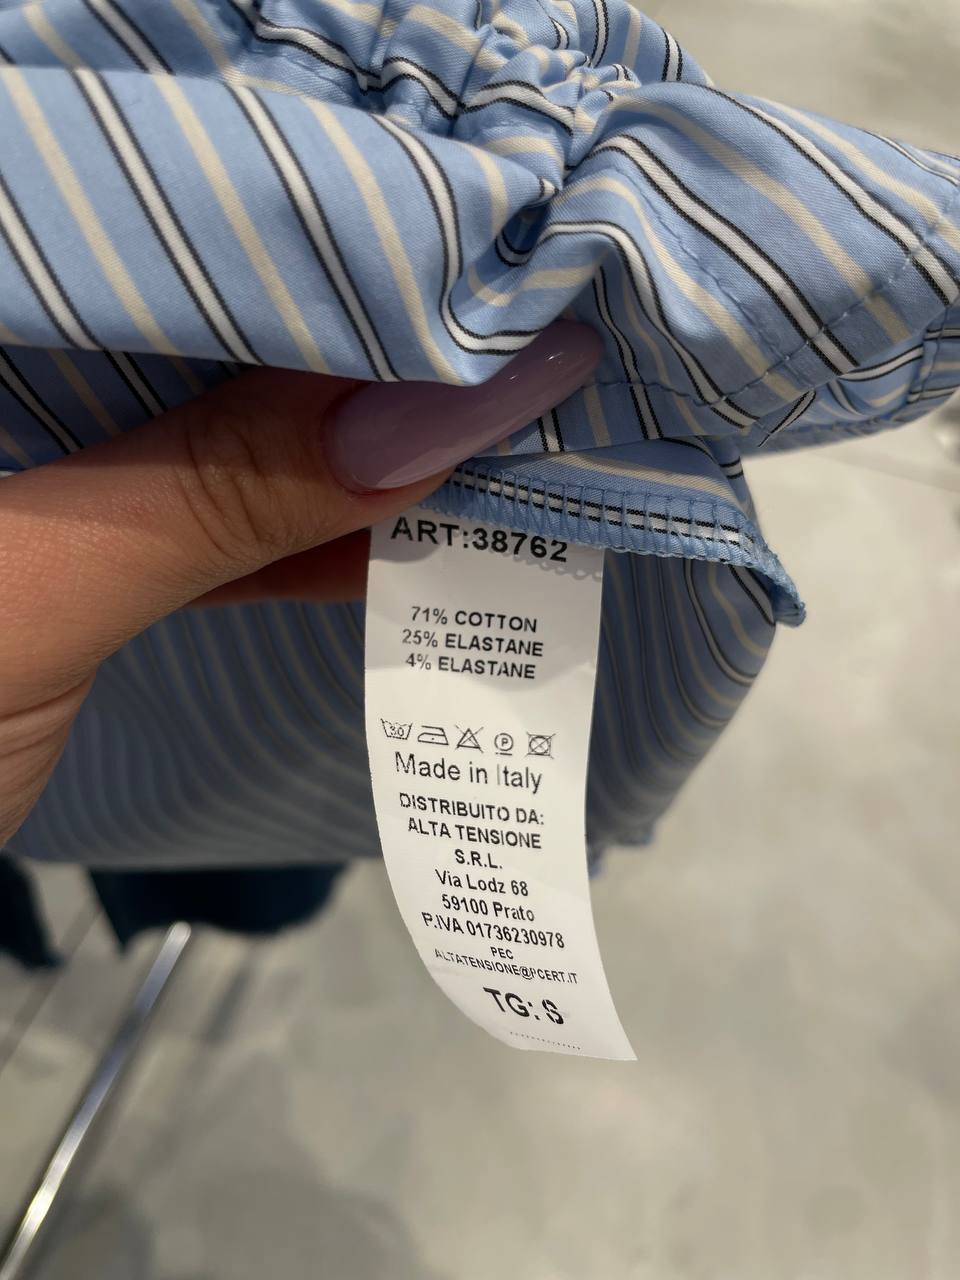 ART:38762
71% COTTON
25% ELASTANE
4% ELASTANE
30
P
Made in Italy
DISTRIBUITO DA:
ALTA TENSIONE
S.R.L.
Via Lodz 68
59100 Prato
P.IVA 01736230978
PEC
ALTATENSIONE@PCERT.IT
TG: S